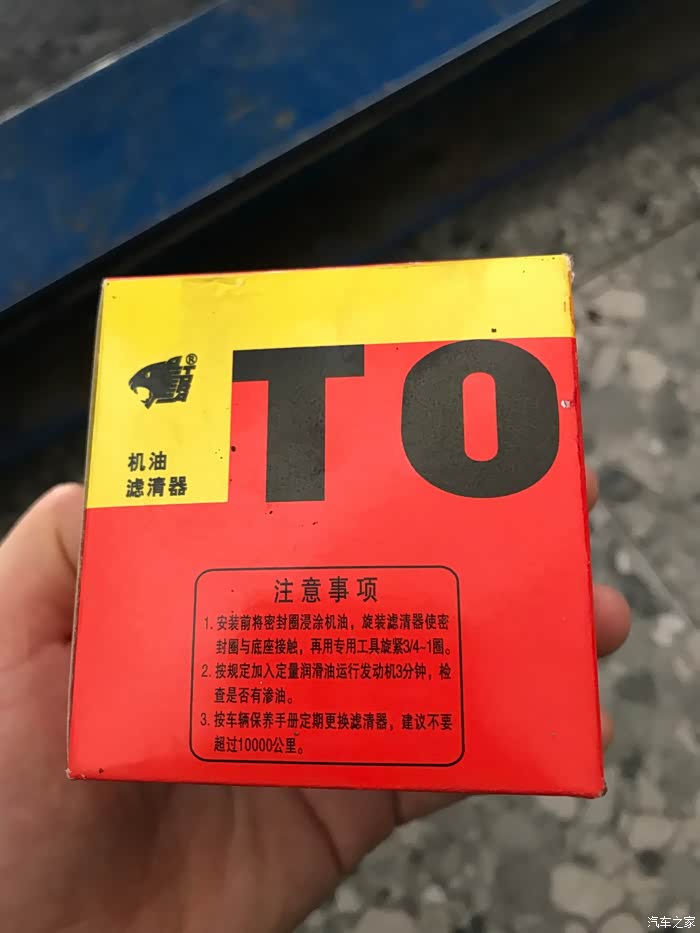 ®
机油
滤清器
TO
注意事项
1. 安装前将密封圈浸涂机油，旋装滤清器使密
封圈与底座接触，再用专用工具旋紧3/4~1圈。
2. 按规定加入定量润滑油运行发动机3分钟，检
查是否有渗油。
3. 按车辆保养手册定期更换滤清器，建议不要
超过10000公里。
汽车之家